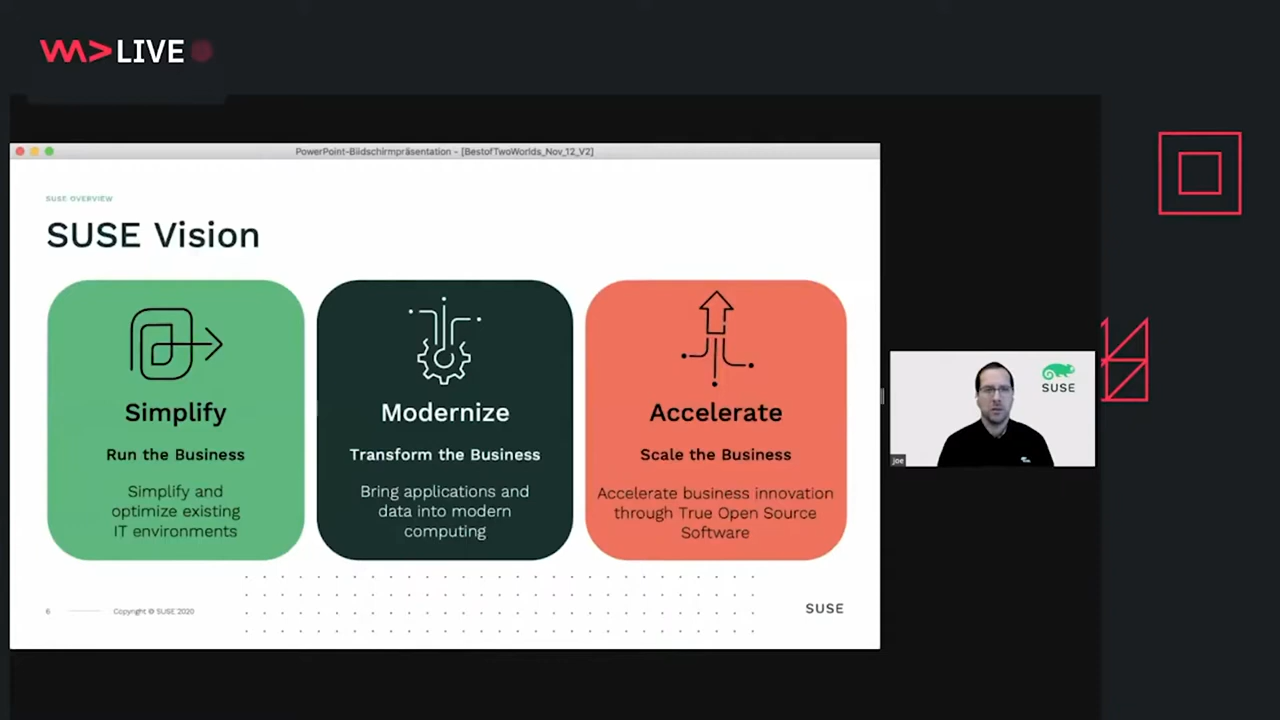 LIVE
PowerPoint-Bildschirmpräsentation - [BestofTwoWorlds_Nov_12_V2]
SUSE OVERVIEW
SUSE Vision
Simplify
Run the Business
Simplify and
optimize existing
IT environments
Modernize
Transform the Business
Bring applications and
data into modern
computing
Accelerate
Scale the Business
Accelerate business innovation
through True Open Source
Software
6
Copyright © SUSE 2020
SUSE
SUSE
joe